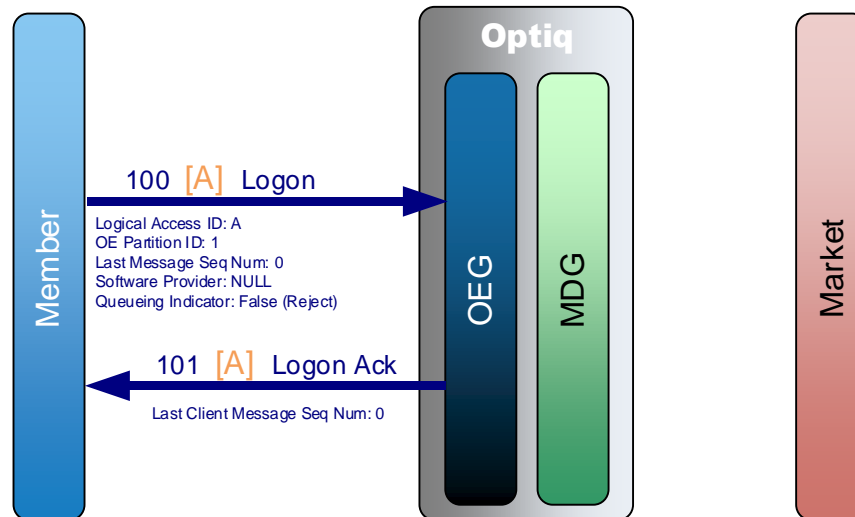 Optiq
100 [A] Logon
Logical Access ID: A
OE Partition ID: 1
Last Message Seq Num: 0
Software Provider: NULL
Queueing Indicator: False (Reject)
Member
OEG
MDG
Market
101 [A] Logon Ack
Last Client Message Seq Num: 0